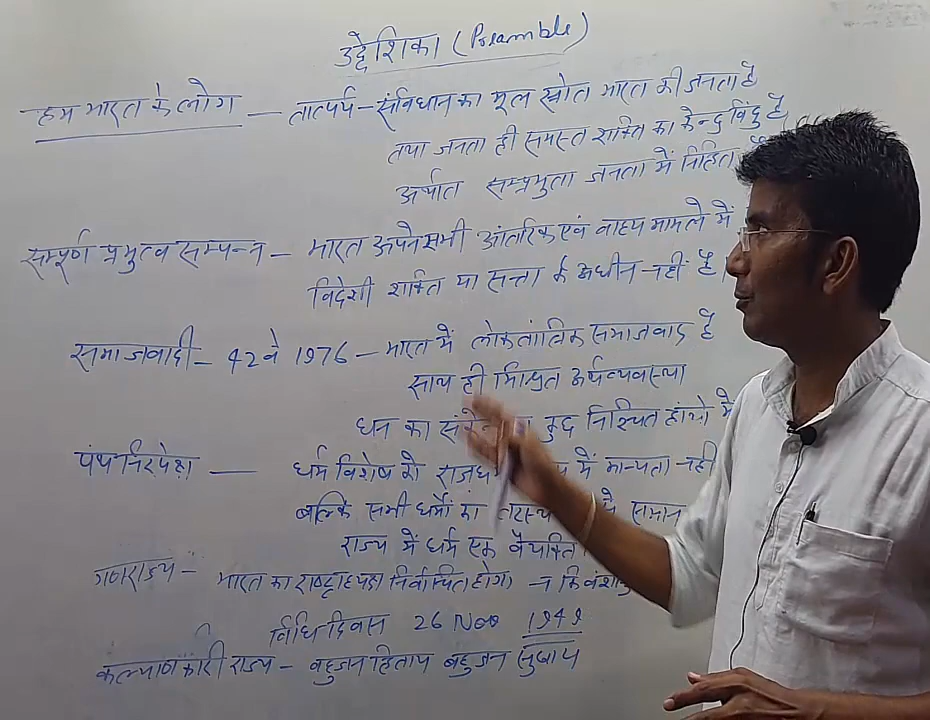 उद्देशिका (Preamble)
हम भारत के लोग — तात्पर्य - संविधान का मूल स्रोत भारत की जनता है
तथा जनता ही समस्त शक्ति का केन्द्र बिंदु है
अर्थात सम्प्रभुता जनता में निहित
सम्पूर्ण प्रभुत्व सम्पन्न - भारत अपने सभी आंतरिक एवं वाह्य मामले में
विदेशी शक्ति या सत्ता के अधीन नहीं है।
समाजवादी - 42वे 1976 - भारत में लोकतांत्रिक समाजवाद है
साथ ही मिश्रित अर्थव्यवस्था
धन का कुछ निश्चित हांथो में
पंथनिरपेक्ष — धर्म विशेष को में मान्यता नही
बल्कि सभी धर्मों समान
राज्य में धर्म एक
गणराज्य - भारत का राष्ट्राध्यक्ष निर्वाचित होगा न कि
विधि दिवस 26 Nov 1949
कल्याणकारी राज्य - बहुजन हिताय बहुजन सुखाय